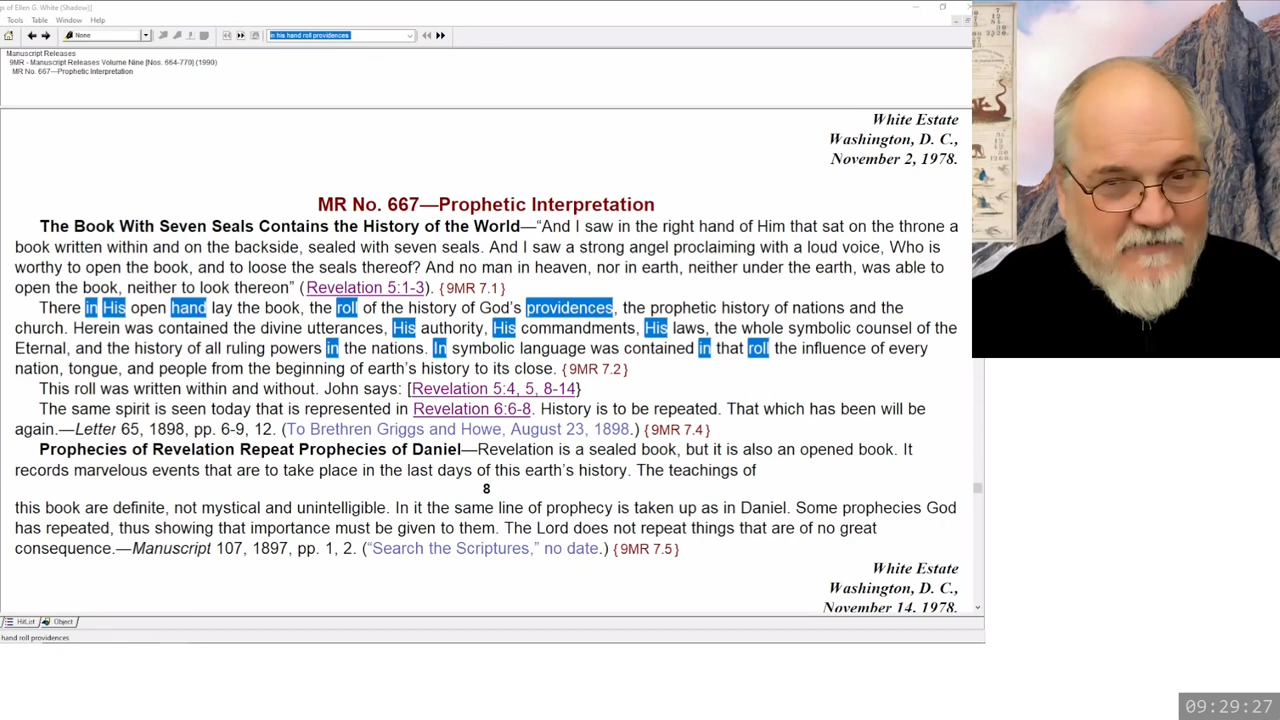 gs of Ellen G. White (Shadow)]
Tools Table Window Help
None
in his hand roll providences
Manuscript Releases
9MR - Manuscript Releases Volume Nine [Nos. 664-770] (1990)
MR No. 667—Prophetic Interpretation
White Estate
Washington, D. C.,
November 2, 1978.
MR No. 667—Prophetic Interpretation
The Book With Seven Seals Contains the History of the World—“And I saw in the right hand of Him that sat on the throne a
book written within and on the backside, sealed with seven seals. And I saw a strong angel proclaiming with a loud voice, Who is
worthy to open the book, and to loose the seals thereof? And no man in heaven, nor in earth, neither under the earth, was able to
open the book, neither to look thereon” (Revelation 5:1-3). {9MR 7.1}
There in His open hand lay the book, the roll of the history of God’s providences, the prophetic history of nations and the
church. Herein was contained the divine utterances, His authority, His commandments, His laws, the whole symbolic counsel of the
Eternal, and the history of all ruling powers in the nations. In symbolic language was contained in that roll the influence of every
nation, tongue, and people from the beginning of earth’s history to its close. {9MR 7.2}
This roll was written within and without. John says: [Revelation 5:4, 5, 8-14}
The same spirit is seen today that is represented in Revelation 6:6-8. History is to be repeated. That which has been will be
again.—Letter 65, 1898, pp. 6-9, 12. (To Brethren Griggs and Howe, August 23, 1898.) {9MR 7.4}
Prophecies of Revelation Repeat Prophecies of Daniel—Revelation is a sealed book, but it is also an opened book. It
records marvelous events that are to take place in the last days of this earth’s history. The teachings of
8
this book are definite, not mystical and unintelligible. In it the same line of prophecy is taken up as in Daniel. Some prophecies God
has repeated, thus showing that importance must be given to them. The Lord does not repeat things that are of no great
consequence.—Manuscript 107, 1897, pp. 1, 2. (“Search the Scriptures,” no date.) {9MR 7.5}
White Estate
Washington, D. C.,
November 14, 1978.
HitList Object
hand roll providences
09:29:27